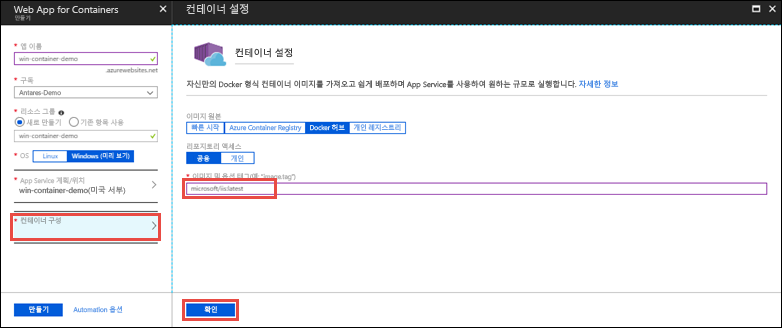 Web App for Containers
만들기
* 앱 이름
win-container-demo
.azurewebsites.net
* 구독
Antares-Demo
* 리소스 그룹
새로 만들기 기존 항목 사용
win-container-demo
* OS Linux Windows (미리 보기)
* App Service 계획/위치
win-container-demo(미국 서부)
* 컨테이너 구성
만들기 Automation 옵션
컨테이너 설정
컨테이너 설정
자신만의 Docker 형식 컨테이너 이미지를 가져오고 쉽게 배포하며 App Service를 사용하여 원하는 규모로 실행합니다. 자세한 정보
이미지 원본
빠른 시작 Azure Container Registry Docker 허브 개인 레지스트리
리포지토리 액세스
공용 개인
* 이미지 및 옵션 태그(예: "image:tag")
microsoft/iis:latest
확인